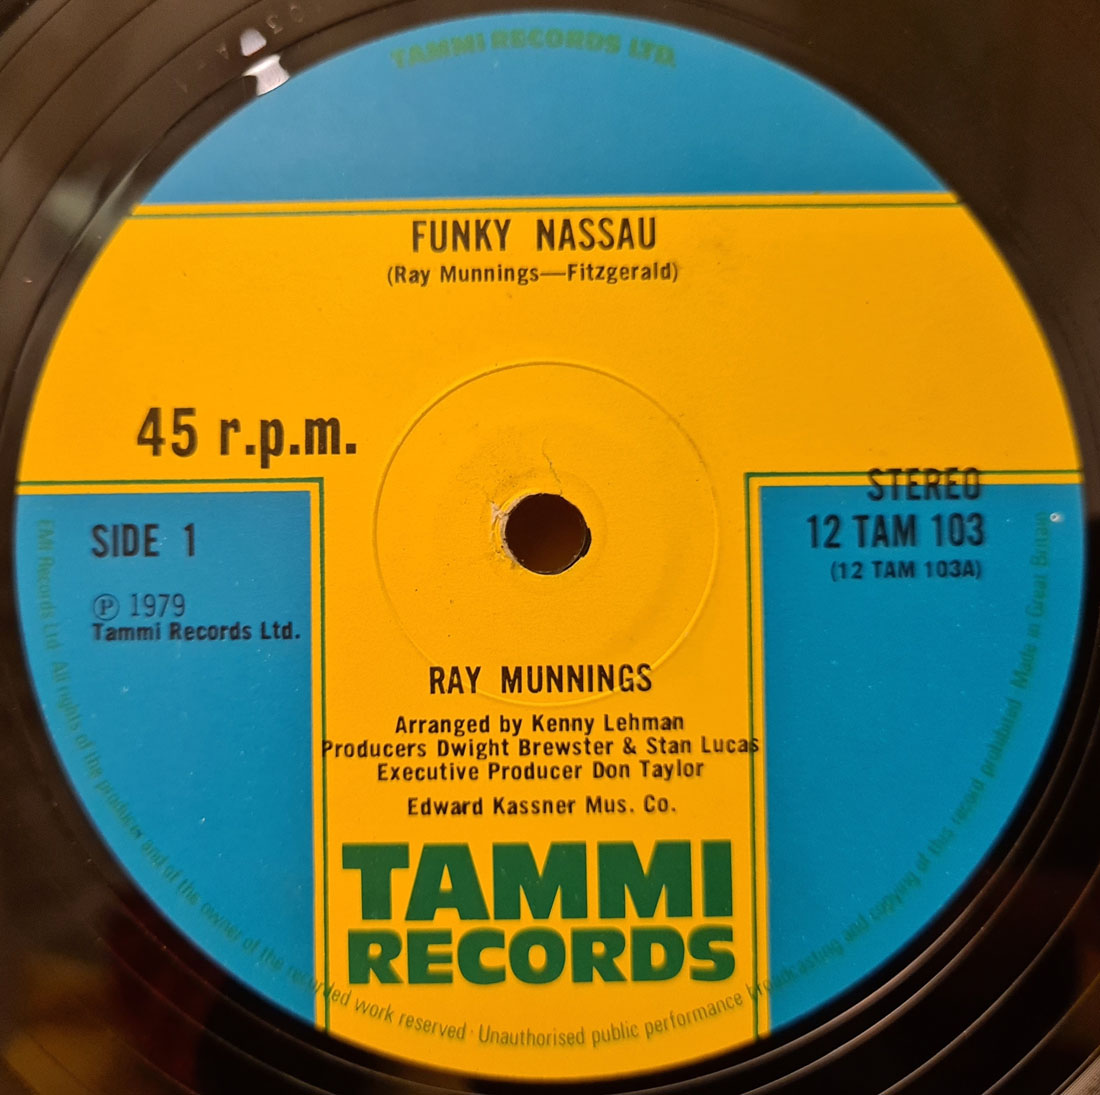 TAMMI RECORDS LTD.
FUNKY NASSAU
(Ray Munnings—Fitzgerald)
45 r.p.m.
STEREO
SIDE 1
12 TAM 103
(12 TAM 103A)
℗ 1979
Tammi Records Ltd.
RAY MUNNINGS
Arranged by Kenny Lehman
Producers Dwight Brewster & Stan Lucas
Executive Producer Don Taylor
Edward Kassner Mus. Co.
TAMMI
RECORDS
EMI Records Ltd All rights of the producer and of the owner of the recorded work reserved · Unauthorised public performance broadcasting and copying of this record prohibited Made in Great Britain